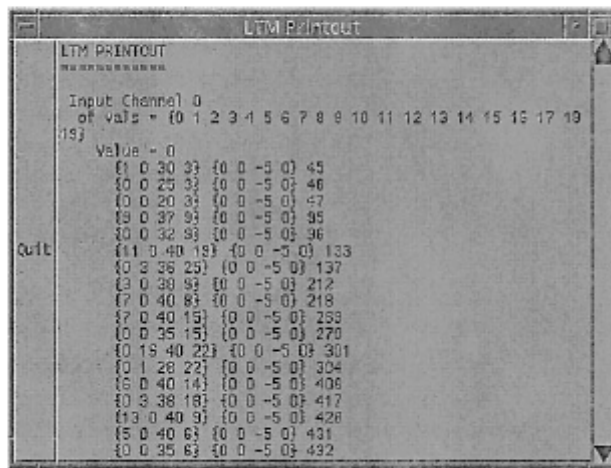 LTM Printout
LTM PRINTOUT
============
Input Channel 0
of vals = {0 1 2 3 4 5 6 7 8 9 10 11 12 13 14 15 16 17 18
19}
Value = 0
{1 0 30 3} {0 0 -5 0} 45
{0 0 25 3} {0 0 -5 0} 46
{0 0 20 3} {0 0 -5 0} 47
{9 0 37 9} {0 0 -5 0} 95
{0 0 32 9} {0 0 -5 0} 96
{11 0 40 19} {0 0 -5 0} 133
{0 3 36 25} {0 0 -5 0} 137
{3 0 38 9} {0 0 -5 0} 212
{7 0 40 8} {0 0 -5 0} 218
{7 0 40 15} {0 0 -5 0}
{0 0 35 15} {0 0 -5 0} 270
{0 40 22} {0 0 -5 0} 301
{0 1 28 22} {0 0 -5 0} 304
{6 0 40 14} {0 0 -5 0}
{0 3 38 18} {0 0 -5 0} 417
{13 0 40 9} {0 0 -5 0}
{5 0 40 6} {0 0 -5 0} 431
{0 0 35 6} {0 0 -5 0} 432
Quit